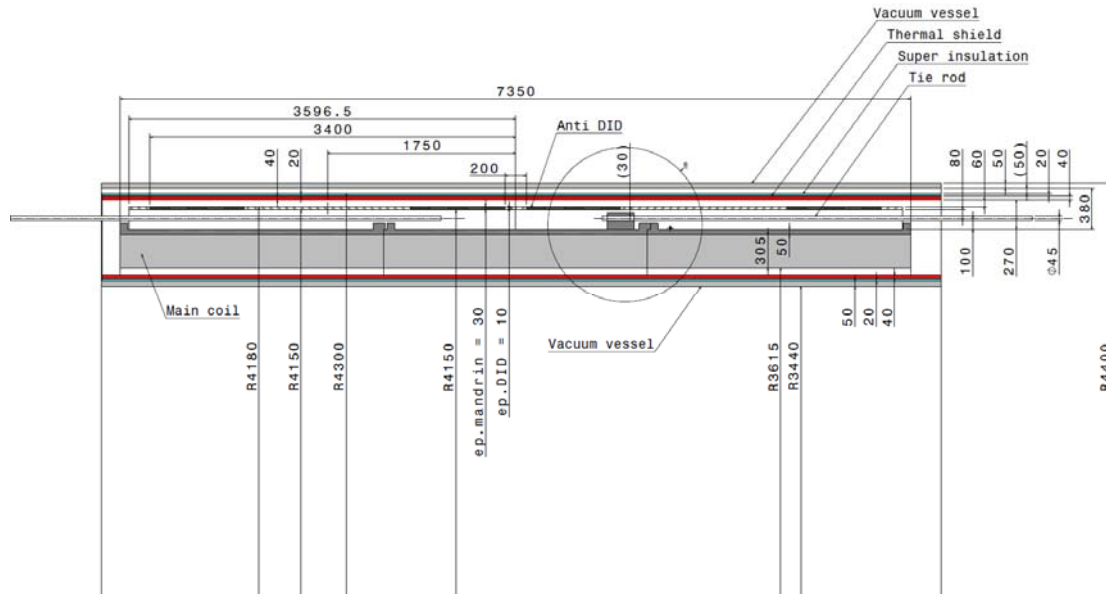 Vacuum vessel
Thermal shield
Super insulation
Tie rod
7350
3596.5
3400
1750
Anti DID
200
40
20
(30)
80
60
50
(50)
20
40
380
305
50
100
270
Φ45
Main coil
Vacuum vessel
50
20
40
R4180
R4150
R4300
R4150
ep.mandrin = 30
ep.DID = 10
R3615
R3440
R4400